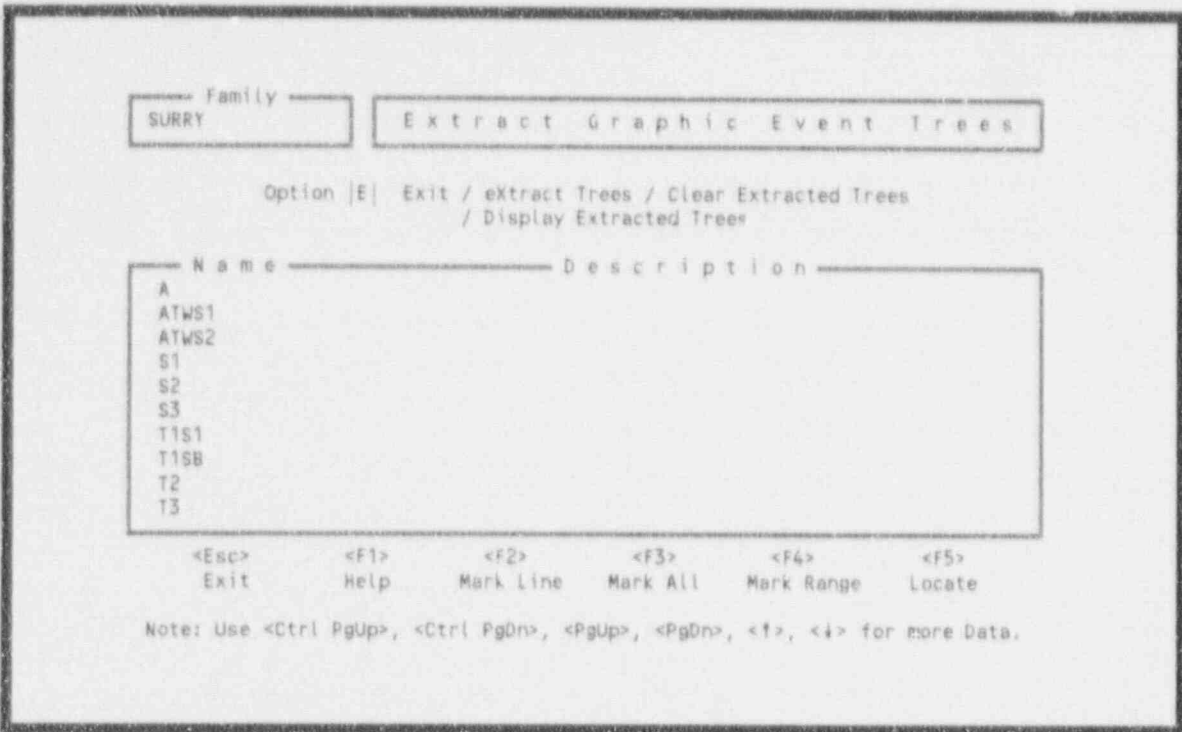 Family
SURRY
Extract Graphic Event Trees
Option |E| Exit / eXtract Trees / Clear Extracted Trees
/ Display Extracted Trees
Name Description
A
ATWS1
ATWS2
S1
S2
S3
T1S1
T1SB
T2
T3
<Esc> <F1> <F2> <F3> <F4> <F5>
Exit Help Mark Line Mark All Mark Range Locate
Note: Use <Ctrl PgUp>, <Ctrl PgDn>, <PgUp>, <PgDn>, <↑>, <↓> for more Data.